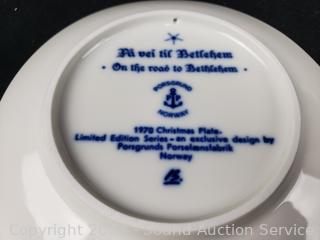 På vei til Betlehem
· On the road to Bethlehem ·
PORSGRUND
NORWAY
1970 Christmas Plate.
Limited Edition Series - an exclusive design by
Porsgrunds Porselænsfabrik
Norway
Copyright Sound Auction Service